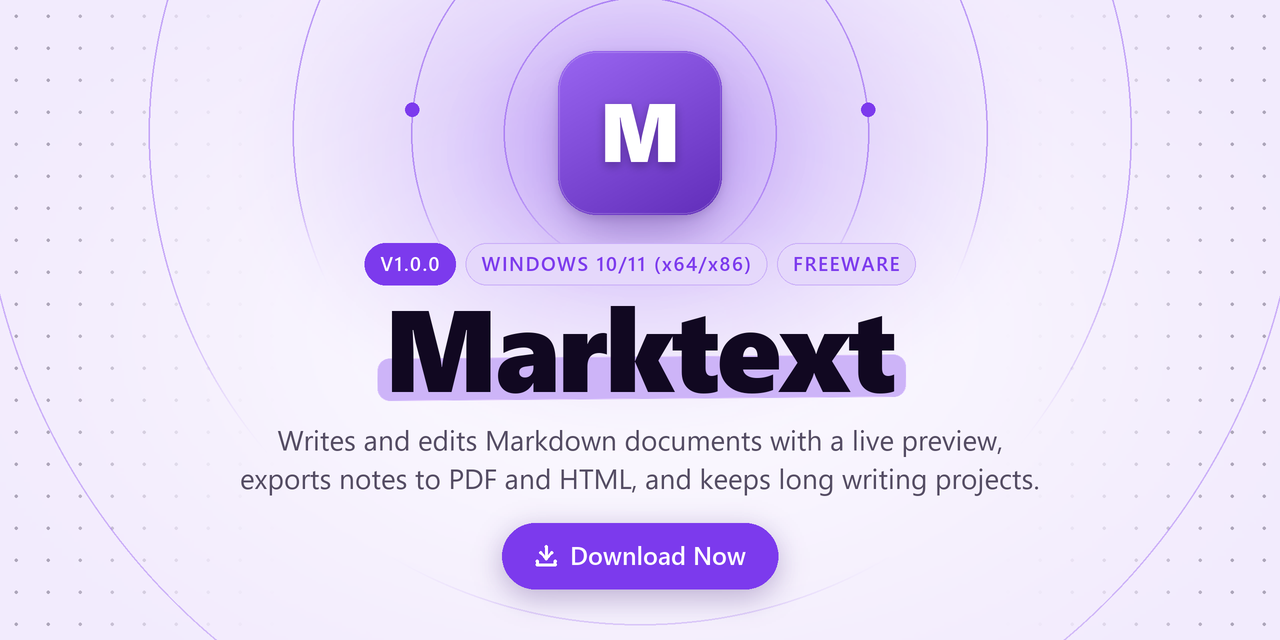 M
V1.0.0 WINDOWS 10/11 (x64/x86) FREEWARE
Marktext
Writes and edits Markdown documents with a live preview,
exports notes to PDF and HTML, and keeps long writing projects.
Download Now